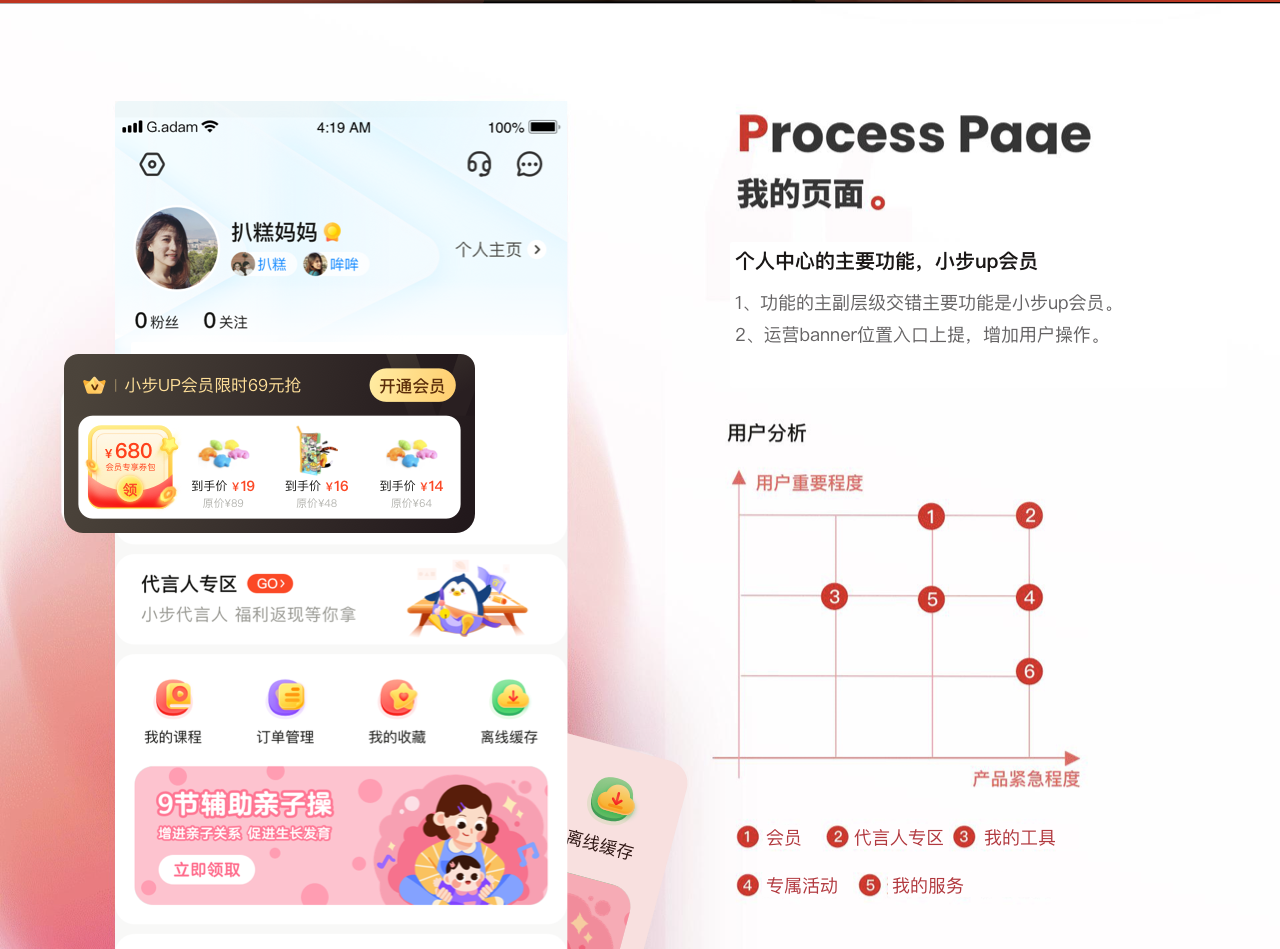 G.adam
4:19 AM
100%
扒糕妈妈
扒糕
哞哞
个人主页
0 粉丝
0 关注
小步UP会员限时69元抢
开通会员
¥680
会员专享券包
领
到手价 ¥19
原价¥89
到手价 ¥16
原价¥48
到手价 ¥14
原价¥64
代言人专区
GO›
小步代言人 福利返现等你拿
我的课程
订单管理
我的收藏
离线缓存
9节辅助亲子操
增进亲子关系 促进生长发育
立即领取
离线缓存
Process Page
我的页面。
个人中心的主要功能，小步up会员
1、功能的主副层级交错主要功能是小步up会员。
2、运营banner位置入口上提，增加用户操作。
用户分析
用户重要程度
1
2
3
5
4
6
产品紧急程度
1 会员
2 代言人专区
3 我的工具
4 专属活动
5 我的服务